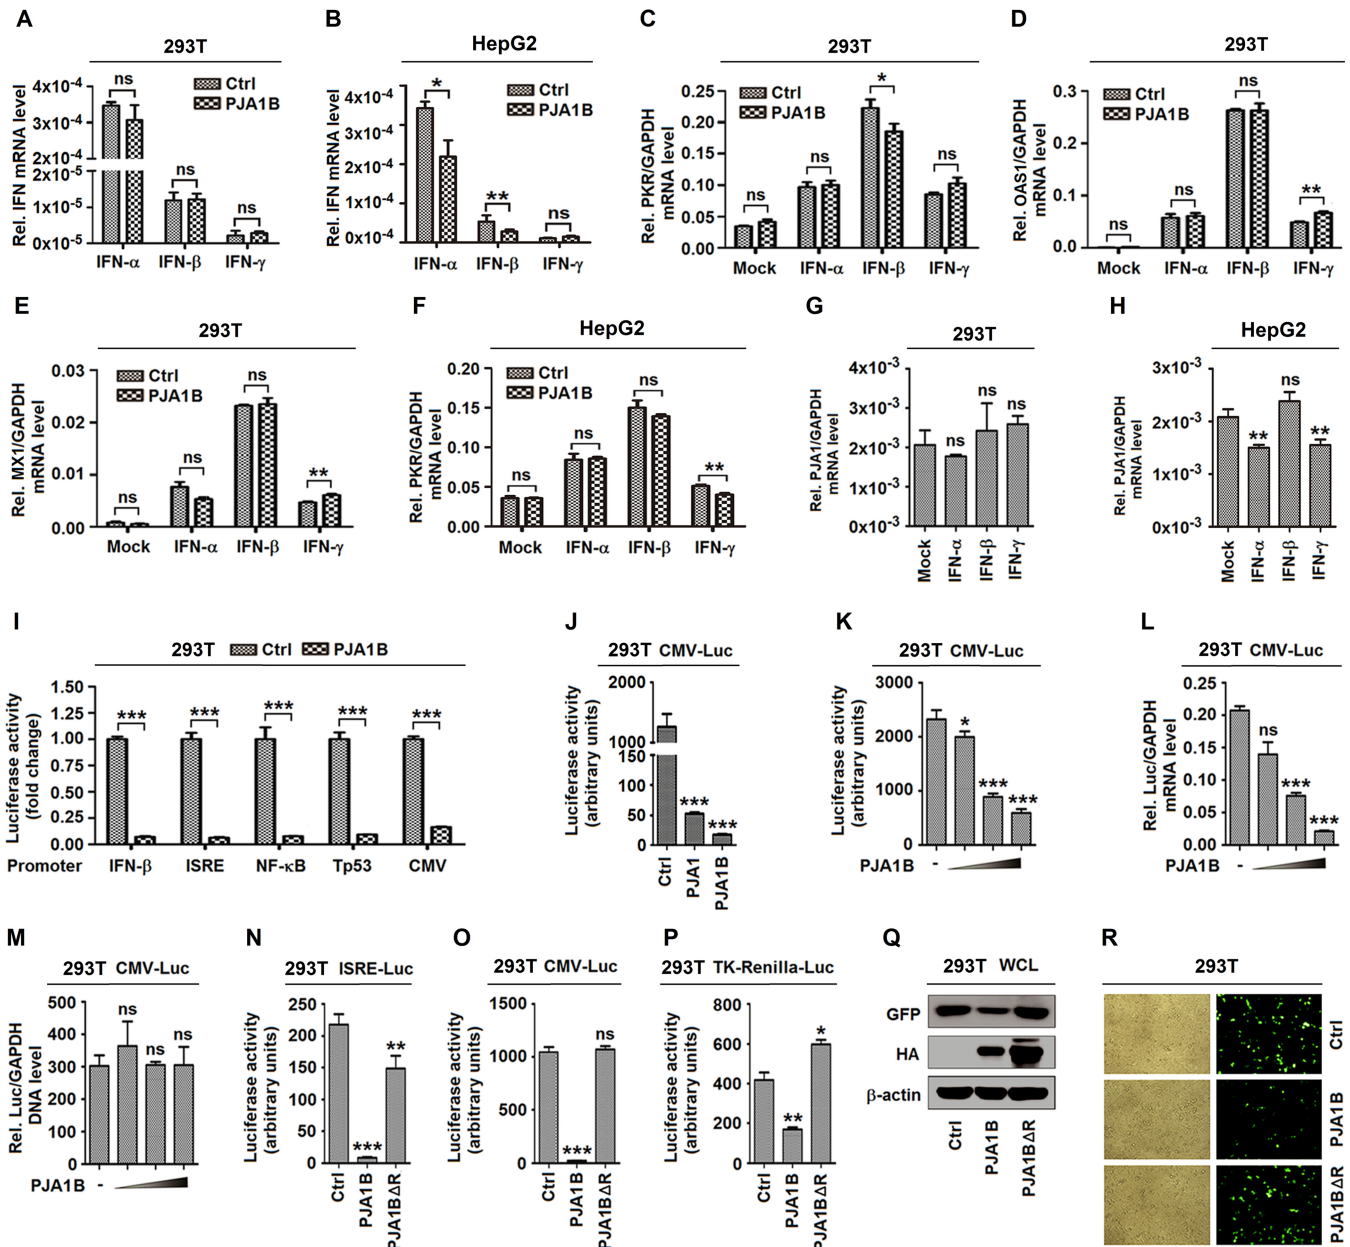 A
293T
Rel. IFN mRNA level
4x10-4
3x10-4
2x10-4
2x10-5
1x10-5
0x10-5
ns
ns
ns
Ctrl
PJA1B
IFN-α IFN-β IFN-γ
B
HepG2
Rel. IFN mRNA level
4x10-4
3x10-4
2x10-4
1x10-4
0x10-4
*
**
ns
Ctrl
PJA1B
IFN-α IFN-β IFN-γ
C
293T
Rel. PKR/GAPDH
mRNA level
0.25
0.20
0.15
0.10
0.05
0.00
Ctrl
PJA1B
ns
ns
*
ns
Mock IFN-α IFN-β IFN-γ
D
293T
Rel. OAS1/GAPDH
mRNA level
0.3
0.2
0.1
0.0
Ctrl
PJA1B
ns
ns
ns
**
Mock IFN-α IFN-β IFN-γ
E
293T
Rel. MX1/GAPDH
mRNA level
0.03
0.02
0.01
0.00
Ctrl
PJA1B
ns
ns
ns
**
Mock IFN-α IFN-β IFN-γ
F
HepG2
Rel. PKR/GAPDH
mRNA level
0.20
0.15
0.10
0.05
0.00
Ctrl
PJA1B
ns
ns
ns
**
Mock IFN-α IFN-β IFN-γ
G
293T
Rel. PJA1/GAPDH
mRNA level
4x10-3
3x10-3
2x10-3
1x10-3
0x10-3
ns
ns
ns
Mock
IFN-α
IFN-β
IFN-γ
H
HepG2
Rel. PJA1/GAPDH
mRNA level
3x10-3
2x10-3
1x10-3
0x10-3
**
ns
**
Mock
IFN-α
IFN-β
IFN-γ
I
293T Ctrl PJA1B
Luciferase activity
(fold change)
1.50
1.25
1.00
0.75
0.50
0.25
0.00
*** *** *** *** ***
Promoter IFN-β ISRE NF-κB Tp53 CMV
J
293T CMV-Luc
Luciferase activity
(arbitrary units)
2000
1000
150
100
50
0
***
***
Ctrl
PJA1
PJA1B
K
293T CMV-Luc
Luciferase activity
(arbitrary units)
3000
2000
1000
0
*
***
***
PJA1B -
L
293T CMV-Luc
Rel. Luc/GAPDH
mRNA level
0.25
0.20
0.15
0.10
0.05
0.00
ns
***
***
PJA1B -
M
293T CMV-Luc
Rel. Luc/GAPDH
DNA level
500
400
300
200
100
0
ns
ns
ns
PJA1B -
N
293T ISRE-Luc
Luciferase activity
(arbitrary units)
250
200
150
100
50
0
***
**
Ctrl
PJA1B
PJA1BΔR
O
293T CMV-Luc
Luciferase activity
(arbitrary units)
1500
1000
500
0
***
ns
Ctrl
PJA1B
PJA1BΔR
P
293T TK-Renilla-Luc
Luciferase activity
(arbitrary units)
800
600
400
200
0
**
*
Ctrl
PJA1B
PJA1BΔR
Q
293T WCL
GFP
HA
β-actin
Ctrl
PJA1B
PJA1BΔR
R
293T
Ctrl
PJA1B
PJA1BΔR